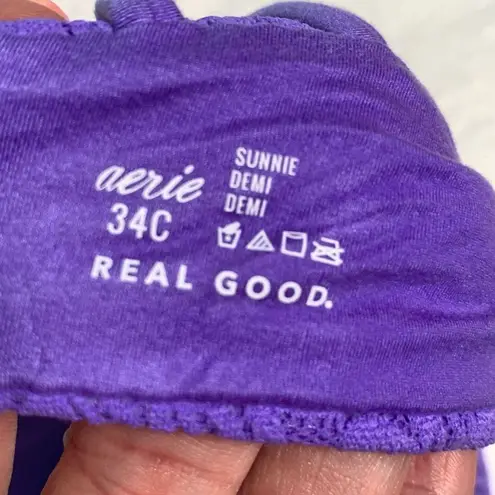 aerie
34C
SUNNIE
DEMI
DEMI
REAL GOOD.